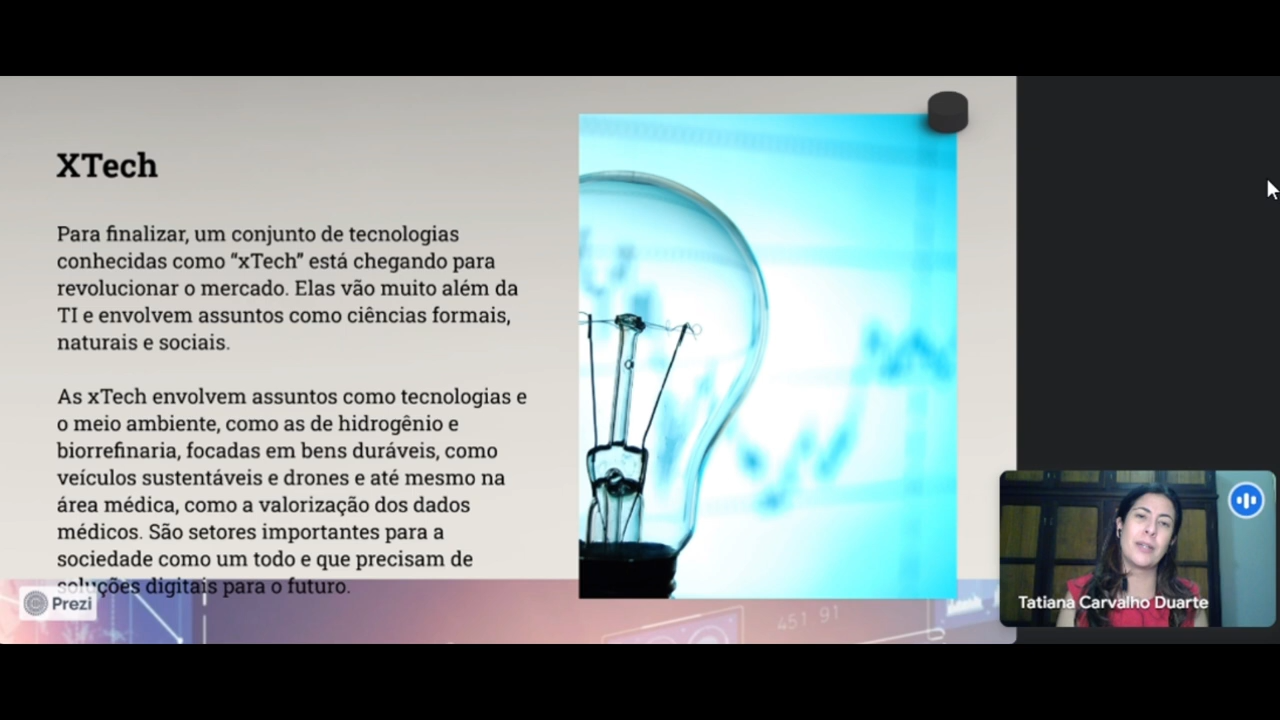 XTech
Para finalizar, um conjunto de tecnologias
conhecidas como “xTech” está chegando para
revolucionar o mercado. Elas vão muito além da
TI e envolvem assuntos como ciências formais,
naturais e sociais.
As xTech envolvem assuntos como tecnologias e
o meio ambiente, como as de hidrogênio e
biorrefinaria, focadas em bens duráveis, como
veículos sustentáveis e drones e até mesmo na
área médica, como a valorização dos dados
médicos. São setores importantes para a
sociedade como um todo e que precisam de
soluções digitais para o futuro.
Prezi
451 91
Tatiana Carvalho Duarte